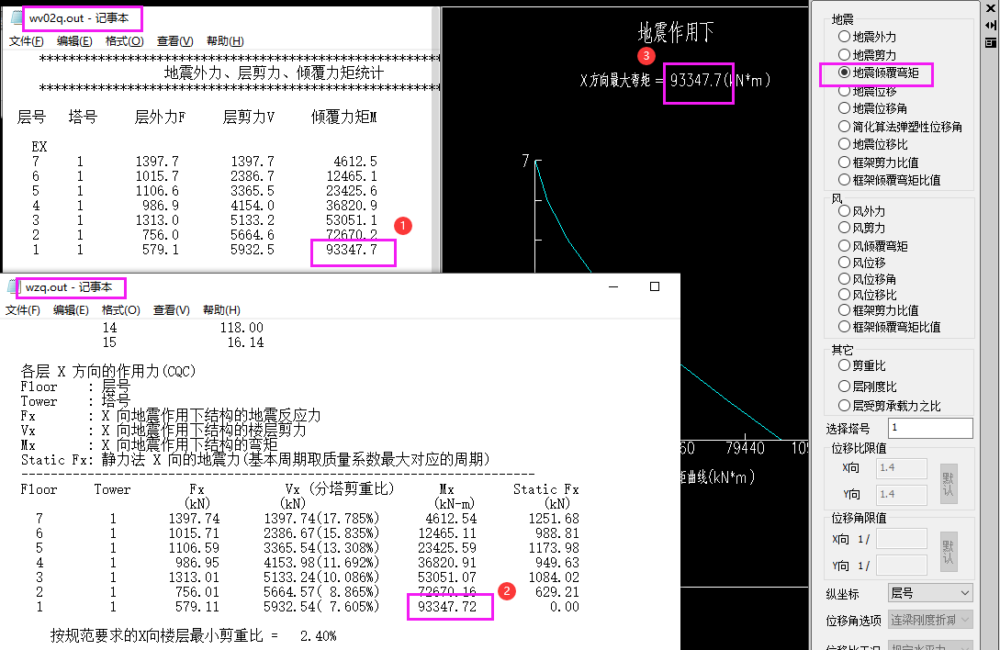 wv02q.out - 记事本
文件(F) 编辑(E) 格式(O) 查看(V) 帮助(H)
**********************************************************
地震外力、层剪力、倾覆力矩统计
**********************************************************
层号 塔号 层外力F 层剪力V 倾覆力矩M
EX
7 1 1397.7 1397.7 4612.5
6 1 1015.7 2386.7 12465.1
5 1 1106.6 3365.5 23425.6
4 1 986.9 4154.0 36820.9
3 1 1313.0 5133.2 53051.1
2 1 756.0 5664.6 72670.2
1 1 579.1 5932.5 93347.7
1
wzq.out - 记事本
文件(F) 编辑(E) 格式(O) 查看(V) 帮助(H)
14 118.00
15 16.14
各层 X 方向的作用力(CQC)
Floor : 层号
Tower : 塔号
Fx : X 向地震作用下结构的地震反应力
Vx : X 向地震作用下结构的楼层剪力
Mx : X 向地震作用下结构的弯矩
Static Fx: 静力法 X 向的地震力(基本周期取质量系数最大对应的周期)
----------------------------------------------------------------------
Floor Tower Fx Vx (分塔剪重比) Mx Static Fx
(kN) (kN) (kN-m) (kN)
7 1 1397.74 1397.74(17.785%) 4612.54 1251.68
6 1 1015.71 2386.67(15.835%) 12465.11 988.81
5 1 1106.59 3365.54(13.308%) 23425.59 1173.98
4 1 986.95 4153.98(11.692%) 36820.91 949.63
3 1 1313.01 5133.24(10.086%) 53051.07 1084.02
2 1 756.01 5664.57( 8.865%) 72670.16 629.21
1 1 579.11 5932.54( 7.605%) 93347.72 0.00
2
按规范要求的X向楼层最小剪重比 = 2.40%
地震作用下
3
X方向最大弯矩 = 93347.7(kN*m)
7
60 79440 109
矩曲线(kN*m)
地震
地震外力
地震剪力
地震倾覆弯矩
地震位移
地震位移角
简化算法弹塑性位移角
地震位移比
框架剪力比值
框架倾覆弯矩比值
风
风外力
风剪力
风倾覆弯矩
风位移
风位移角
风位移比
框架剪力比值
框架倾覆弯矩比值
其它
剪重比
层刚度比
层受剪承载力之比
选择塔号 1
位移比限值
X向 1.4
Y向 1.4
默认
位移角限值
X向 1/
Y向 1/
默认
纵坐标 层号
位移角选项 连梁刚度折减